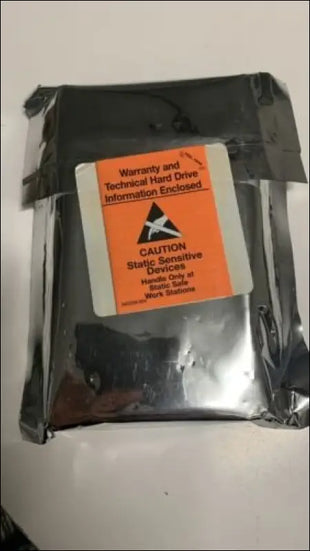 Warranty and
Technical Hard Drive
Information Enclosed
CAUTION
Static Sensitive
Devices
Handle Only at
Static Safe
Work Stations